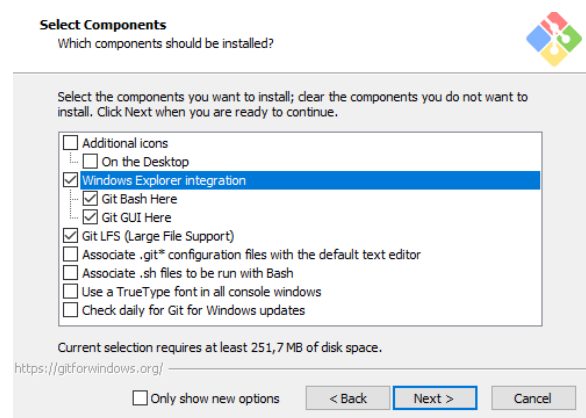 Select Components
Which components should be installed?
Select the components you want to install; clear the components you do not want to
install. Click Next when you are ready to continue.
Additional icons
On the Desktop
Windows Explorer integration
Git Bash Here
Git GUI Here
Git LFS (Large File Support)
Associate .git* configuration files with the default text editor
Associate .sh files to be run with Bash
Use a TrueType font in all console windows
Check daily for Git for Windows updates
Current selection requires at least 251,7 MB of disk space.
https://gitforwindows.org/
Only show new options
< Back
Next >
Cancel